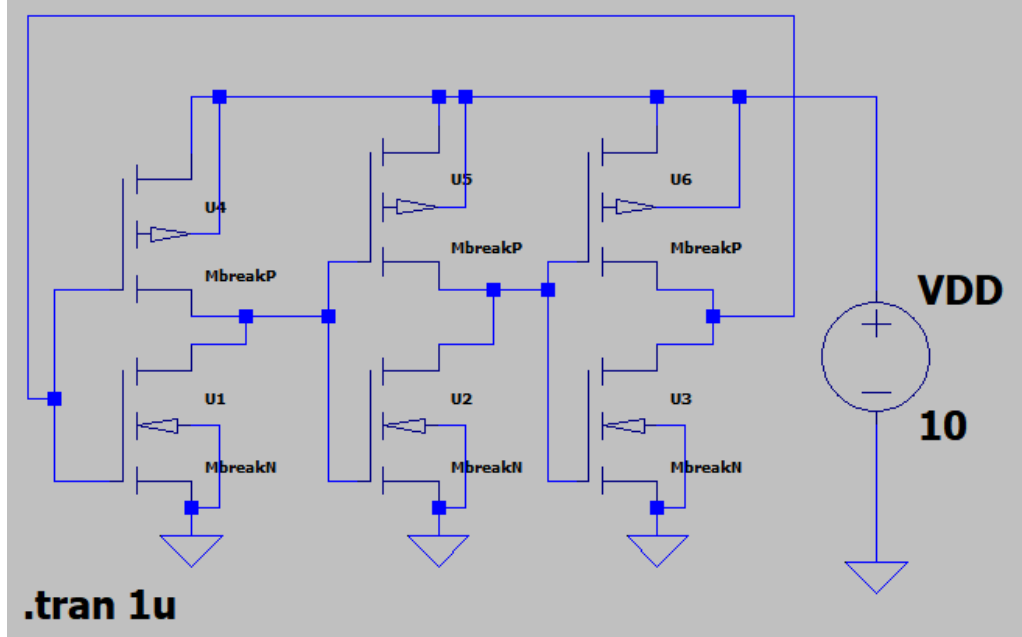 U4
MbreakP
U5
MbreakP
U6
MbreakP
VDD
10
U1
MbreakN
U2
MbreakN
U3
MbreakN
.tran 1u